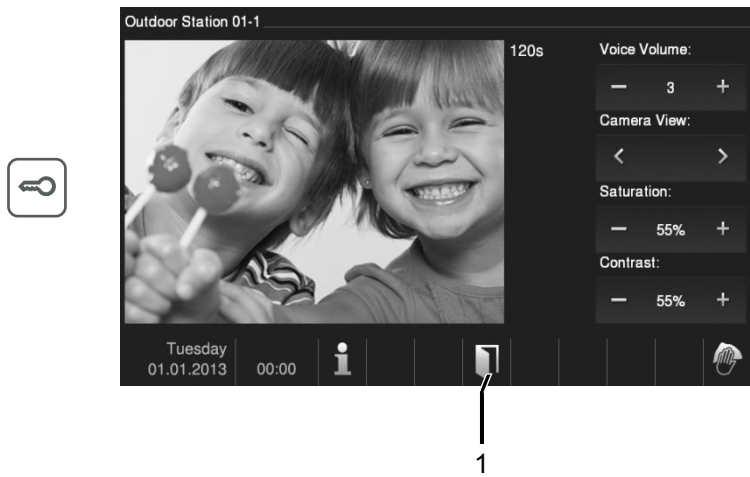 Outdoor Station 01-1
120s
Voice Volume:
— 3 +
Camera View:
< >
Saturation:
— 55% +
Contrast:
— 55% +
Tuesday
01.01.2013 00:00
1